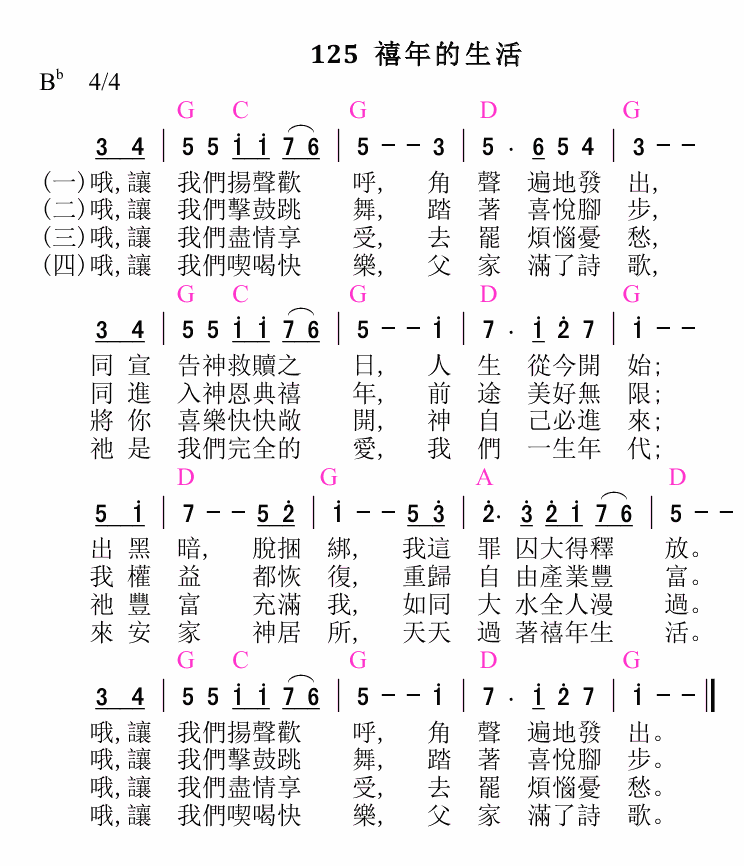 125 禧年的生活
Bb 4/4
G C G D G
3 4 | 5 5 i i 7 6 | 5 - - 3 | 5 . 6 5 4 | 3 - -
(一)哦,讓 我們揚聲歡 呼, 角 聲 遍地發 出,
(二)哦,讓 我們擊鼓跳 舞, 踏 著 喜悅腳 步,
(三)哦,讓 我們盡情享 受, 去 罷 煩惱憂 愁,
(四)哦,讓 我們喫喝快 樂, 父 家 滿了詩 歌,
G C G D G
3 4 | 5 5 i i 7 6 | 5 - - i | 7 . i 2̇ 7 | i - -
同 宣 告神救贖之 日, 人 生 從今開 始;
同 進 入神恩典禧 年, 前 途 美好無 限;
將 你 喜樂快快敞 開, 神 自 己必進 來;
祂 是 我們完全的 愛, 我 們 一生年 代;
D G A D
5 i | 7 - - 5 2̇ | i - - 5 3̇ | 2̇ . 3̇ 2̇ i 7 6 | 5 - -
出 黑 暗, 脫捆 綁, 我這 罪 囚大得釋 放。
我 權 益 都恢 復, 重歸 自 由產業豐 富。
祂 豐 富 充滿 我, 如同 大 水全人漫 過。
來 安 家 神居 所, 天天 過 著禧年生 活。
G C G D G
3 4 | 5 5 i i 7 6 | 5 - - i | 7 . i 2̇ 7 | i - - ||
哦,讓 我們揚聲歡 呼, 角 聲 遍地發 出。
哦,讓 我們擊鼓跳 舞, 踏 著 喜悅腳 步。
哦,讓 我們盡情享 受, 去 罷 煩惱憂 愁。
哦,讓 我們喫喝快 樂, 父 家 滿了詩 歌。